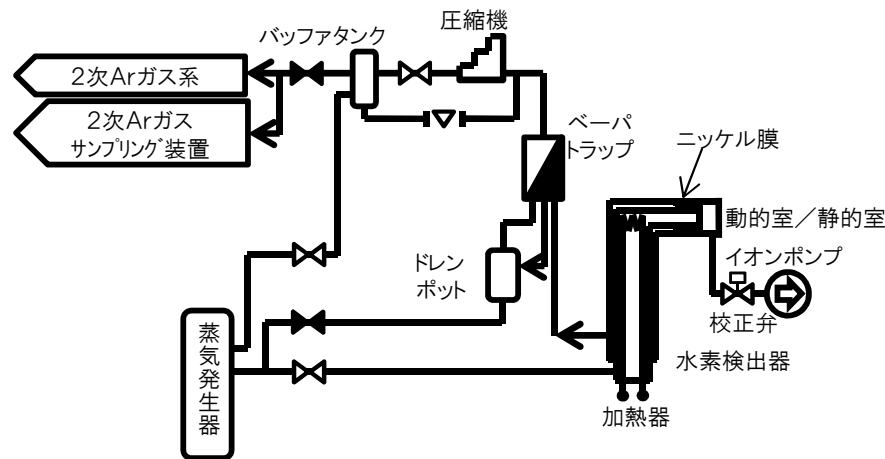 圧縮機
バッファタンク
2次Arガス系
2次Arガス
サンプリング装置
ベーパ
トラップ
ニッケル膜
動的室／静的室
イオンポンプ
ドレン
ポット
校正弁
蒸気発生器
水素検出器
加熱器